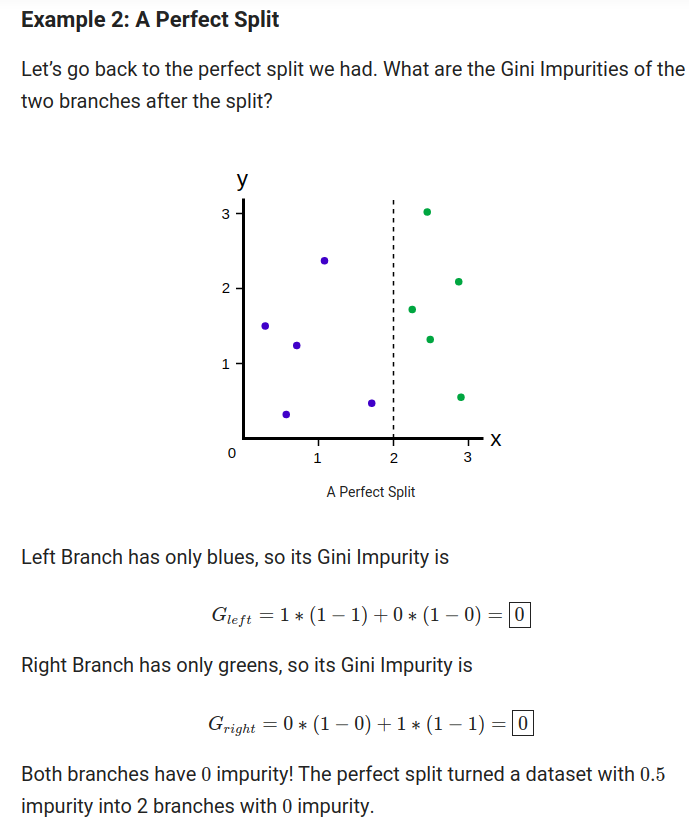 Example 2: A Perfect Split
Let’s go back to the perfect split we had. What are the Gini Impurities of the
two branches after the split?
y
3
2
1
0
1
2
3
x
A Perfect Split
Left Branch has only blues, so its Gini Impurity is
G_{left} = 1 * (1 − 1) + 0 * (1 − 0) = 0
Right Branch has only greens, so its Gini Impurity is
G_{right} = 0 * (1 − 0) + 1 * (1 − 1) = 0
Both branches have 0 impurity! The perfect split turned a dataset with 0.5
impurity into 2 branches with 0 impurity.